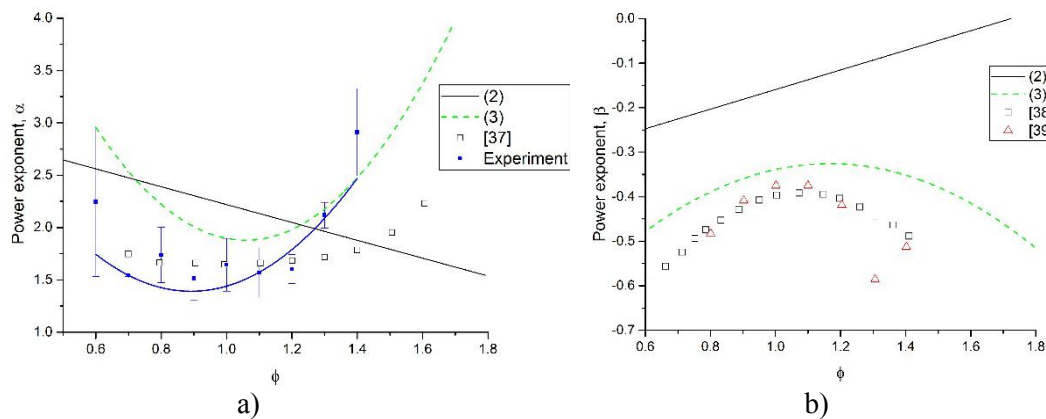 4.0
3.5
3.0
2.5
2.0
1.5
1.0
Power exponent, α
0.6 0.8 1.0 1.2 1.4 1.6 1.8
ϕ
(2)
(3)
[37]
Experiment
a)
0.0
-0.1
-0.2
-0.3
-0.4
-0.5
-0.6
-0.7
Power exponent, β
0.6 0.8 1.0 1.2 1.4 1.6 1.8
ϕ
(2)
(3)
[38
[39
b)